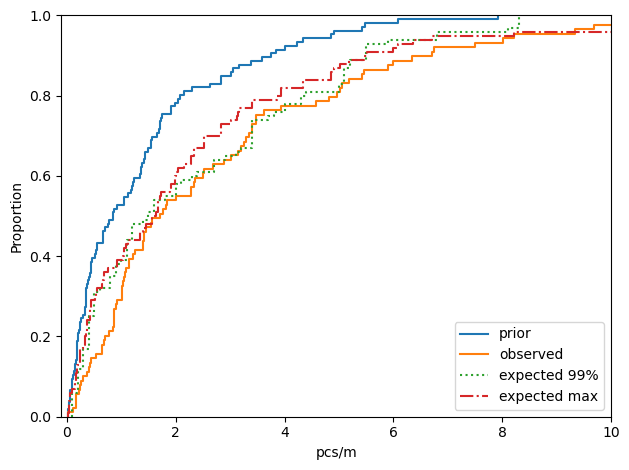 1.0
0.8
0.6
0.4
0.2
0.0
Proportion
0 2 4 6 8 10
pcs/m
prior
observed
expected 99%
expected max